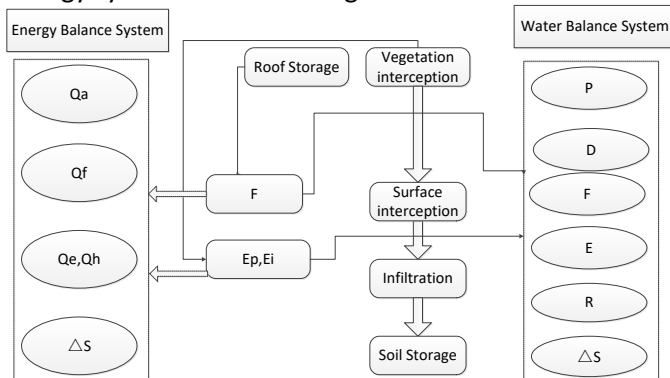 Energy Balance System
Water Balance System
Qa
Qf
Qe,Qh
△S
Roof Storage
F
Ep,Ei
Vegetation
interception
Surface
interception
Infiltration
Soil Storage
P
D
F
E
R
△S